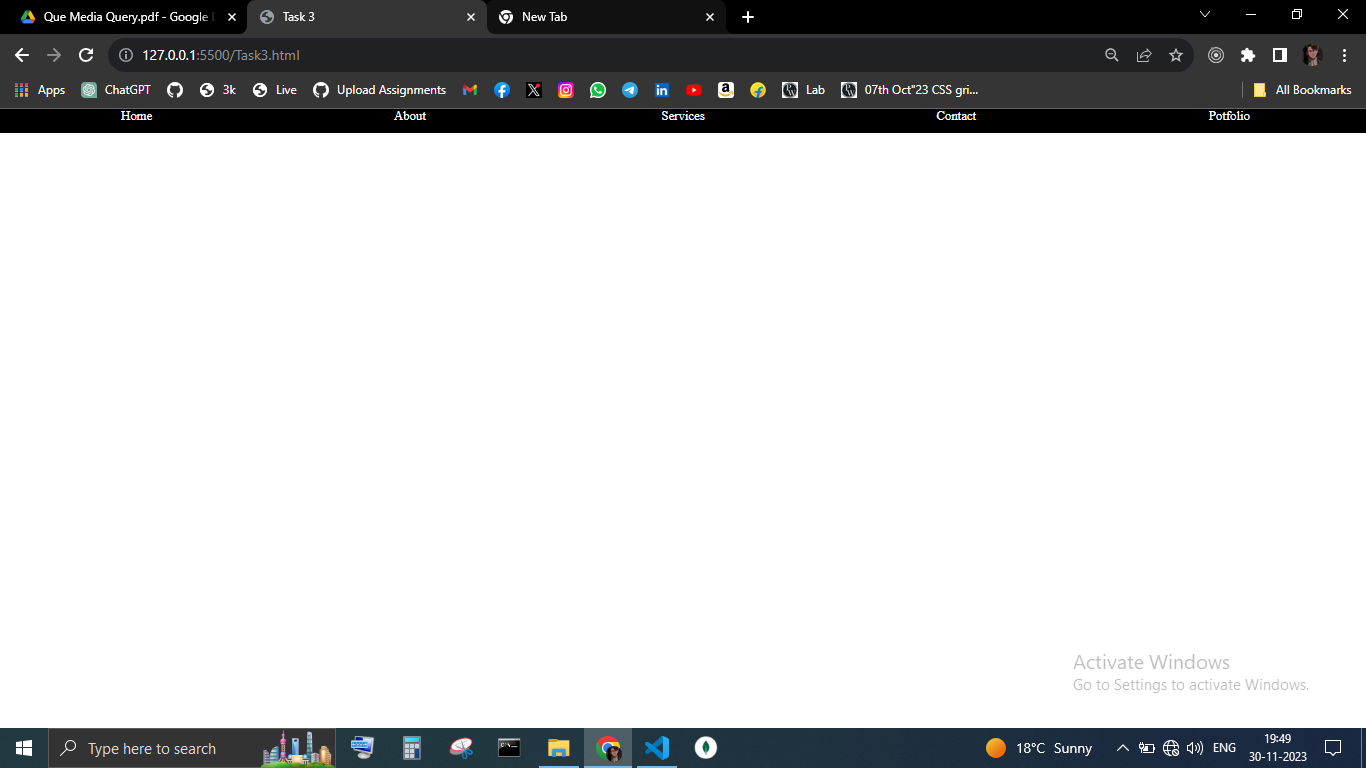 Que Media Query.pdf - Google
Task 3
New Tab
127.0.0.1:5500/Task3.html
Apps ChatGPT 3k Live Upload Assignments Lab 07th Oct"23 CSS gri... All Bookmarks
Home About Services Contact Potfolio
Activate Windows
Go to Settings to activate Windows.
Type here to search
18°C Sunny
ENG
19:49
30-11-2023